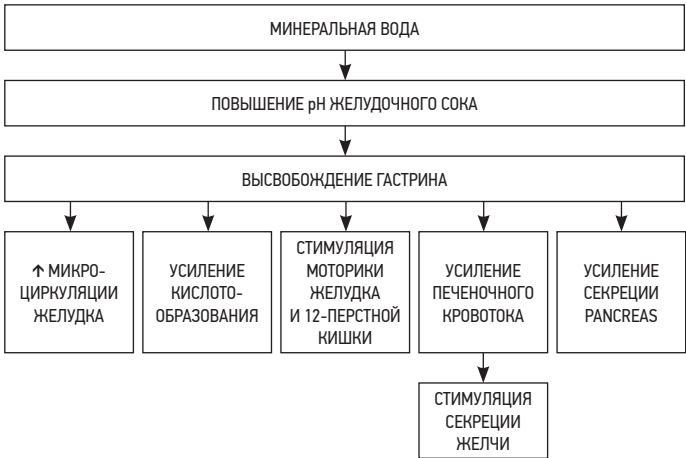 МИНЕРАЛЬНАЯ ВОДА
ПОВЫШЕНИЕ pH ЖЕЛУДОЧНОГО СОКА
ВЫСВОБОЖДЕНИЕ ГАСТРИНА
↑ МИКРО-
ЦИРКУЛЯЦИИ
ЖЕЛУДКА
УСИЛЕНИЕ
КИСЛОТО-
ОБРАЗОВАНИЯ
СТИМУЛЯЦИЯ
МОТОРИКИ
ЖЕЛУДКА
И 12-ПЕРСТНОЙ
КИШКИ
УСИЛЕНИЕ
ПЕЧЕНОЧНОГО
КРОВОТОКА
УСИЛЕНИЕ
СЕКРЕЦИИ
PANCREAS
СТИМУЛЯЦИЯ
СЕКРЕЦИИ
ЖЕЛЧИ